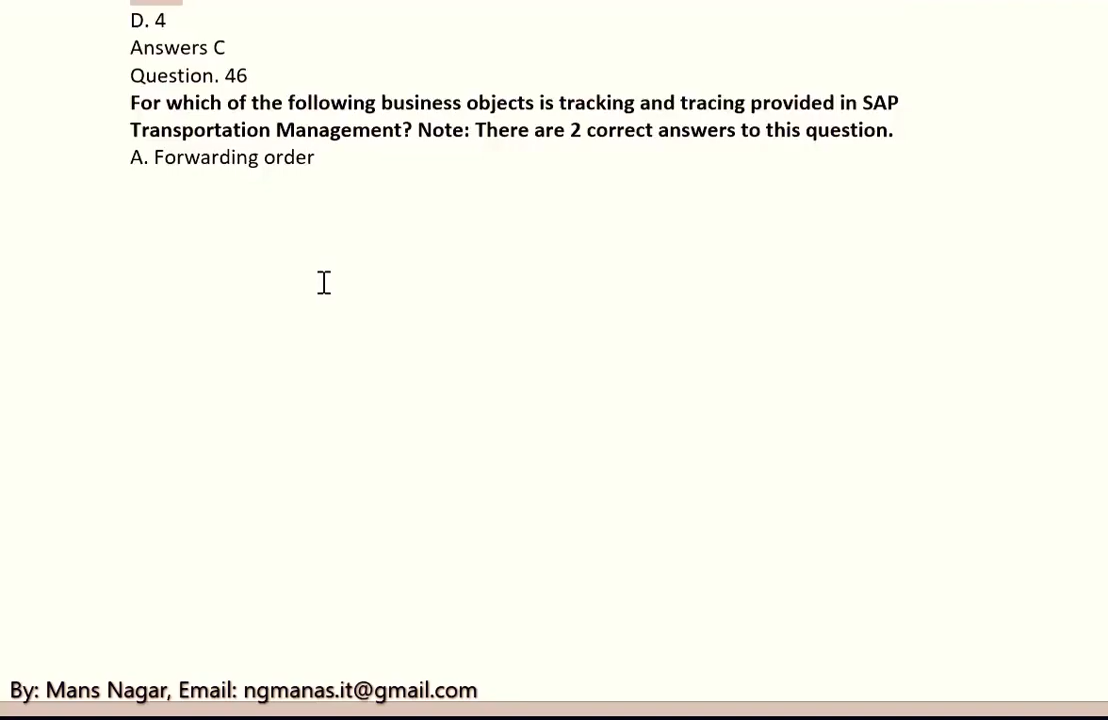 D. 4
Answers C
Question. 46
For which of the following business objects is tracking and tracing provided in SAP
Transportation Management? Note: There are 2 correct answers to this question.
A. Forwarding order
By: Mans Nagar, Email: ngmanas.it@gmail.com